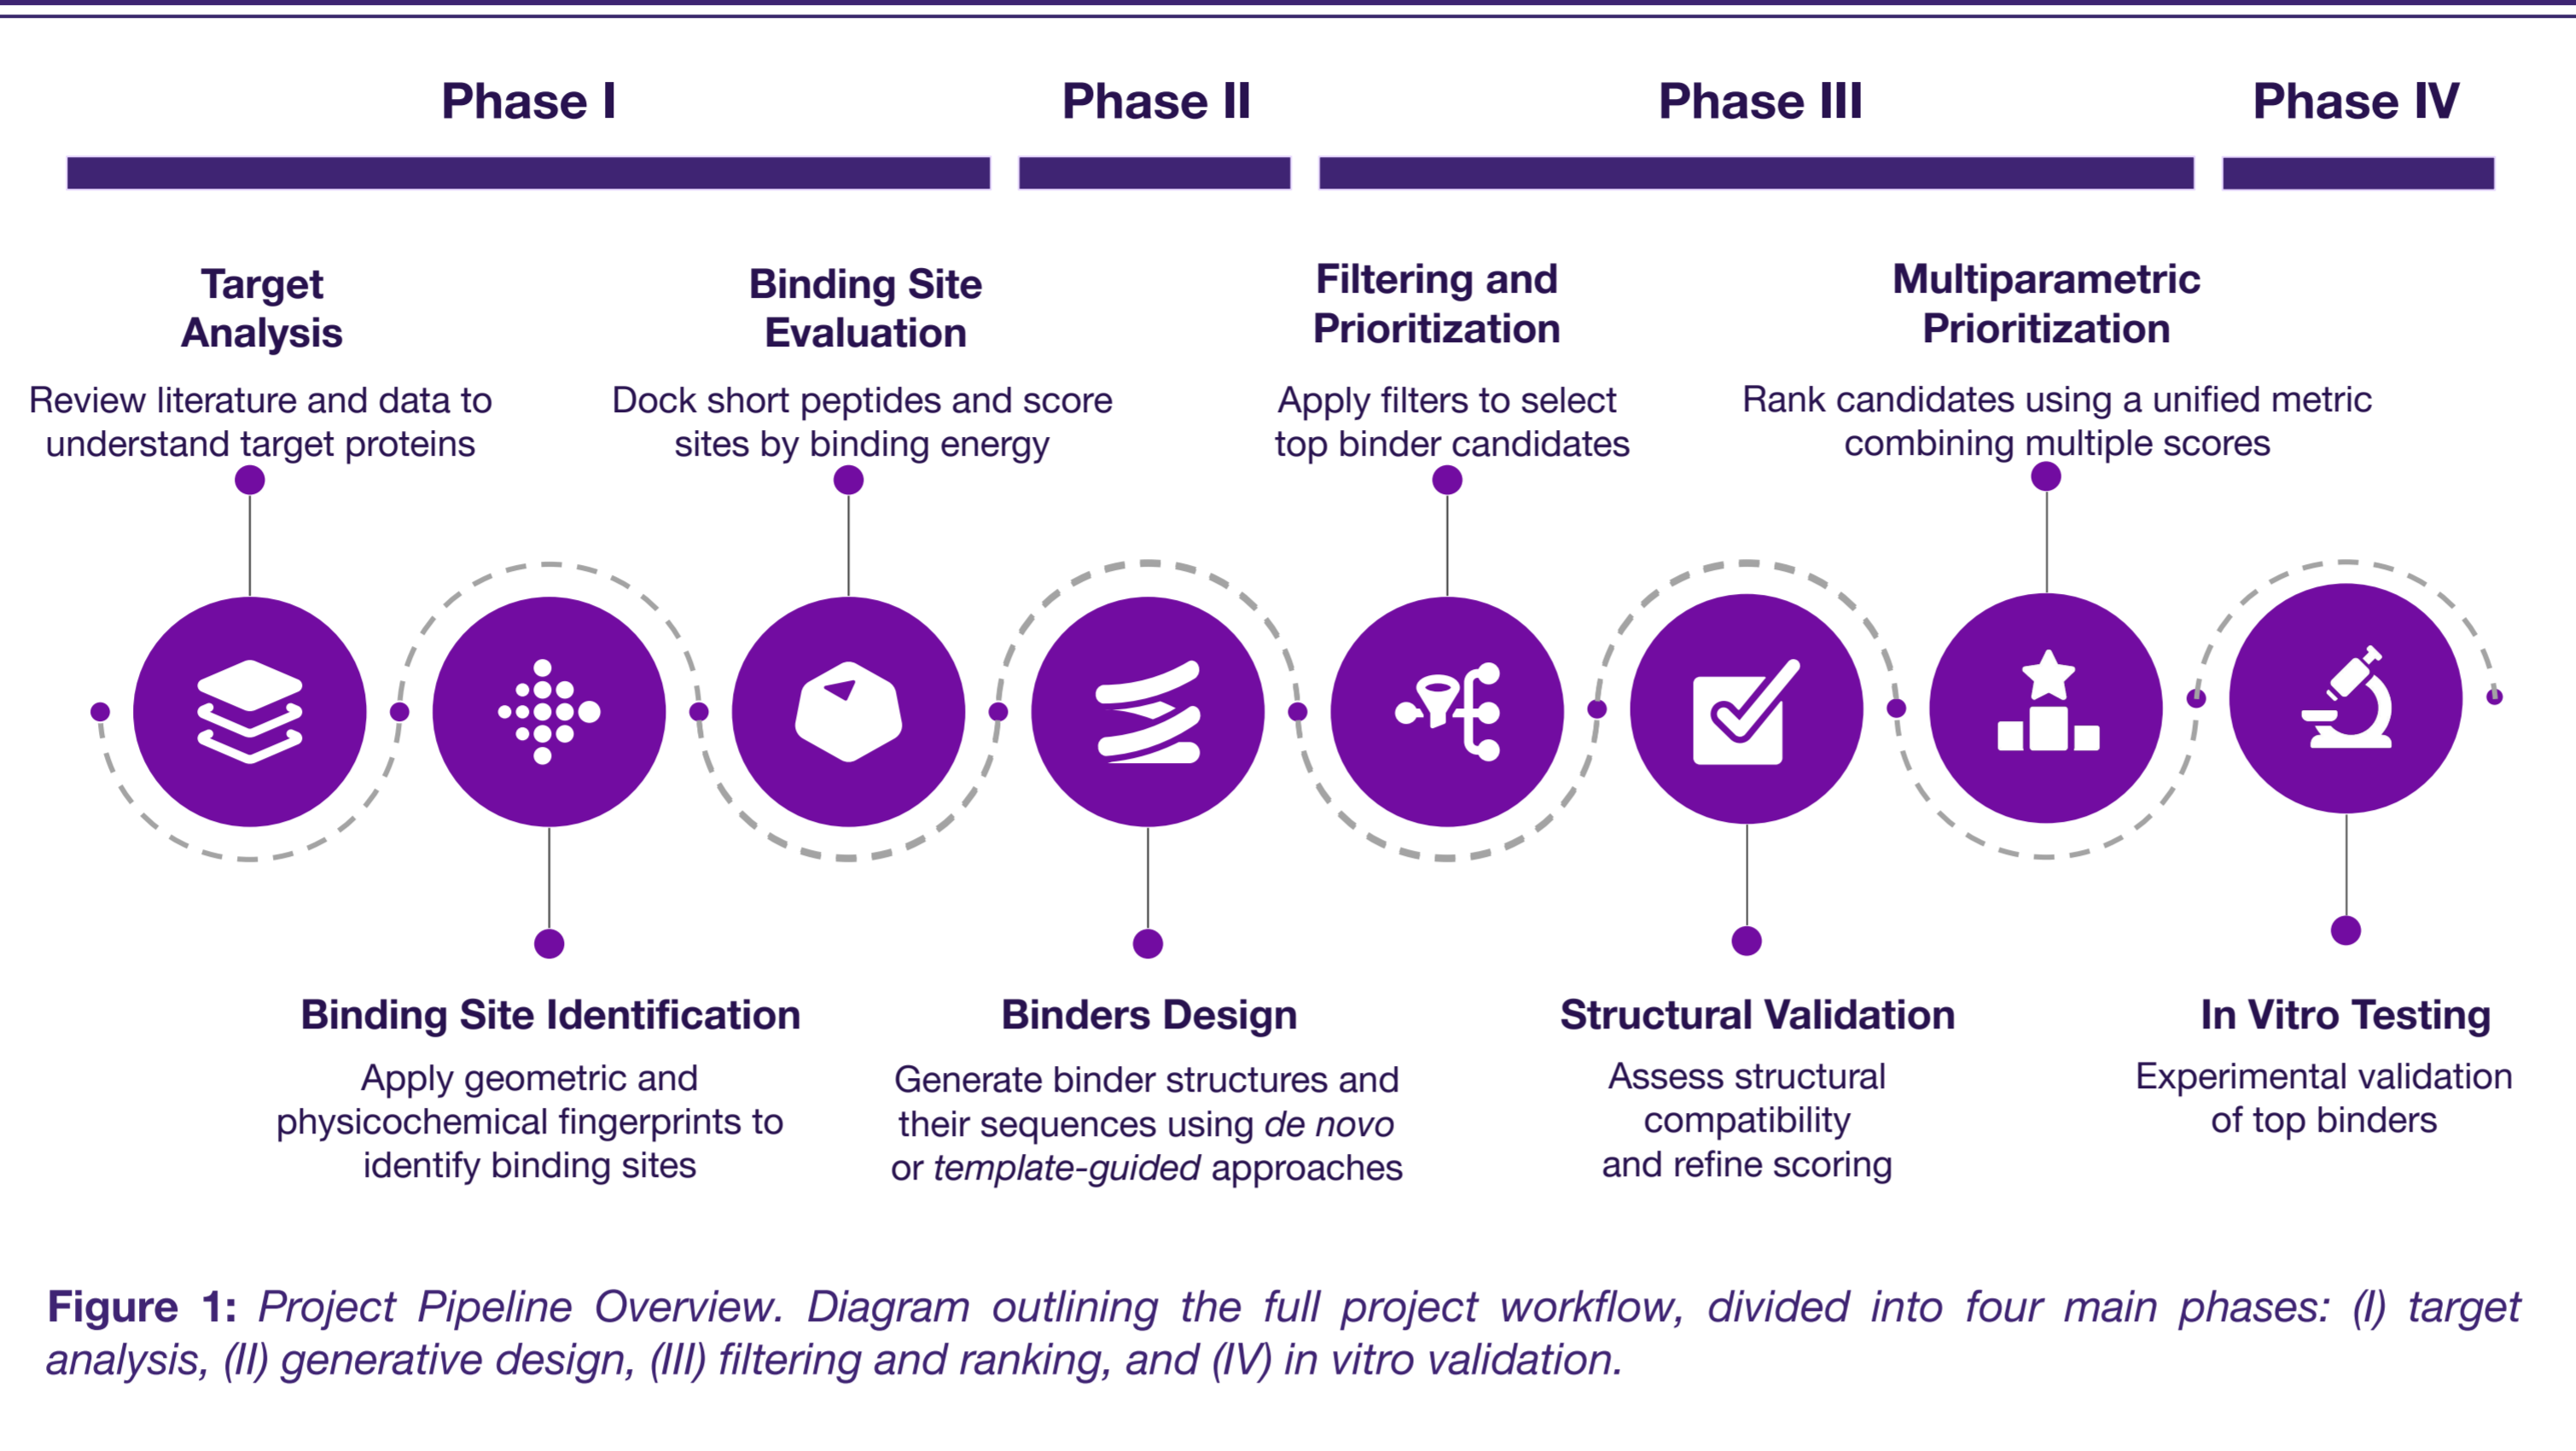 Phase I
Phase II
Phase III
Phase IV
Target
Analysis
Review literature and data to
understand target proteins
Binding Site
Evaluation
Dock short peptides and score
sites by binding energy
Filtering and
Prioritization
Apply filters to select
top binder candidates
Multiparametric
Prioritization
Rank candidates using a unified metric
combining multiple scores
Binding Site Identification
Apply geometric and
physicochemical fingerprints to
identify binding sites
Binders Design
Generate binder structures and
their sequences using de novo
or template-guided approaches
Structural Validation
Assess structural
compatibility
and refine scoring
In Vitro Testing
Experimental validation
of top binders
Figure 1: Project Pipeline Overview. Diagram outlining the full project workflow, divided into four main phases: (I) target
analysis, (II) generative design, (III) filtering and ranking, and (IV) in vitro validation.